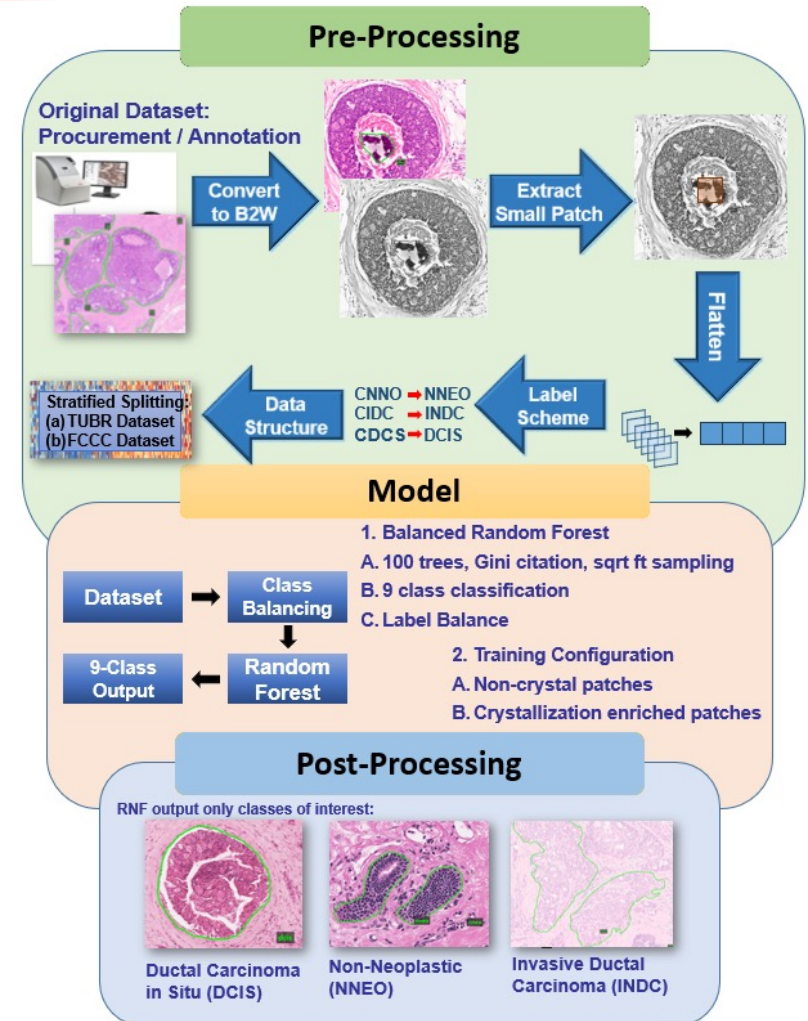 Pre-Processing
Original Dataset:
Procurement / Annotation
Convert
to B2W
Extract
Small Patch
Flatten
Label
Scheme
CNNO NNEO
CIDC INDC
CDCS DCIS
Data
Structure
Stratified Splitting:
(a) TUBR Dataset
(b) FCCC Dataset
Model
1. Balanced Random Forest
A. 100 trees, Gini citation, sqrt ft sampling
B. 9 class classification
C. Label Balance
2. Training Configuration
A. Non-crystal patches
B. Crystallization enriched patches
Dataset
Class
Balancing
Random
Forest
9-Class
Output
Post-Processing
RNF output only classes of interest:
dcis
Ductal Carcinoma
in Situ (DCIS)
Non-Neoplastic
(NNEO)
Invasive Ductal
Carcinoma (INDC)